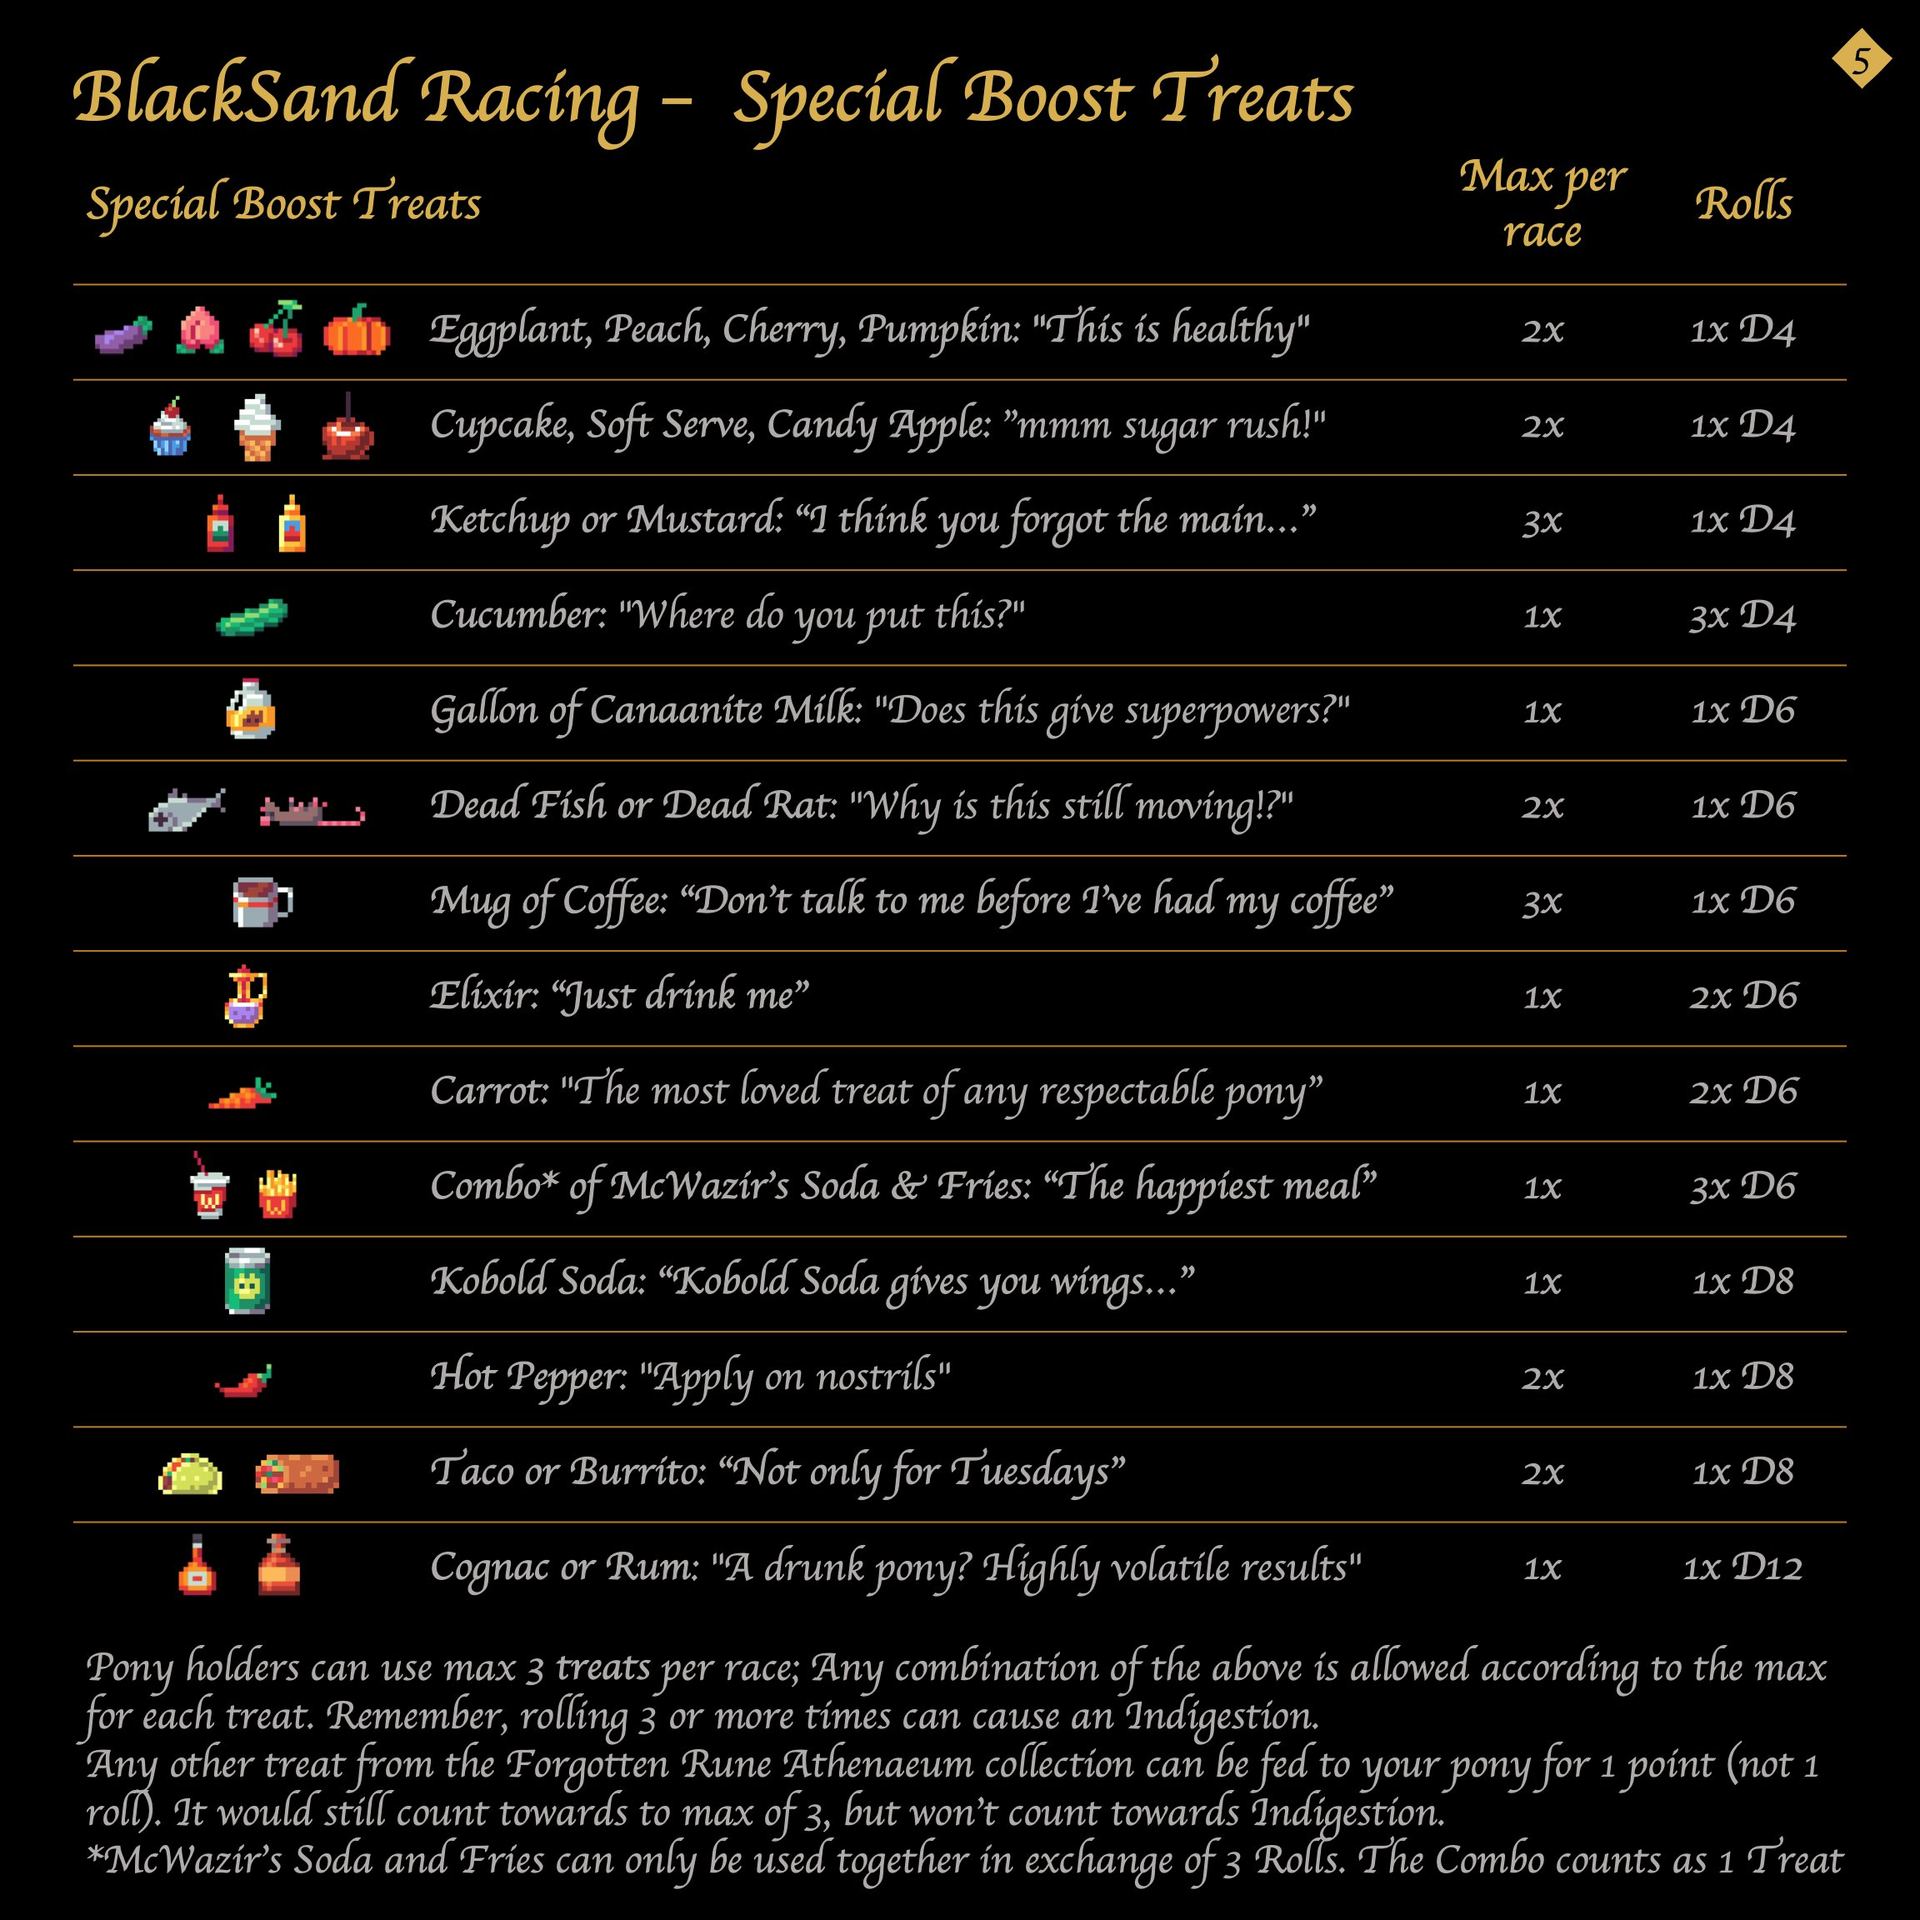 5
BlackSand Racing – Special Boost Treats
Special Boost Treats
Max per
race
Rolls
Eggplant, Peach, Cherry, Pumpkin: "This is healthy" 2x 1x D4
Cupcake, Soft Serve, Candy Apple: ”mmm sugar rush!" 2x 1x D4
Ketchup or Mustard: “I think you forgot the main...” 3x 1x D4
Cucumber: "Where do you put this?" 1x 3x D4
Gallon of Canaanite Milk: "Does this give superpowers?" 1x 1x D6
Dead Fish or Dead Rat: "Why is this still moving!?" 2x 1x D6
Mug of Coffee: “Don’t talk to me before I’ve had my coffee” 3x 1x D6
Elixir: “Just drink me” 1x 2x D6
Carrot: "The most loved treat of any respectable pony” 1x 2x D6
Combo* of McWazir’s Soda & Fries: “The happiest meal” 1x 3x D6
Kobold Soda: “Kobold Soda gives you wings...” 1x 1x D8
Hot Pepper: "Apply on nostrils" 2x 1x D8
Taco or Burrito: “Not only for Tuesdays” 2x 1x D8
Cognac or Rum: "A drunk pony? Highly volatile results" 1x 1x D12
Pony holders can use max 3 treats per race; Any combination of the above is allowed according to the max
for each treat. Remember, rolling 3 or more times can cause an Indigestion.
Any other treat from the Forgotten Rune Athenaeum collection can be fed to your pony for 1 point (not 1
roll). It would still count towards to max of 3, but won’t count towards Indigestion.
*McWazir’s Soda and Fries can only be used together in exchange of 3 Rolls. The Combo counts as 1 Treat